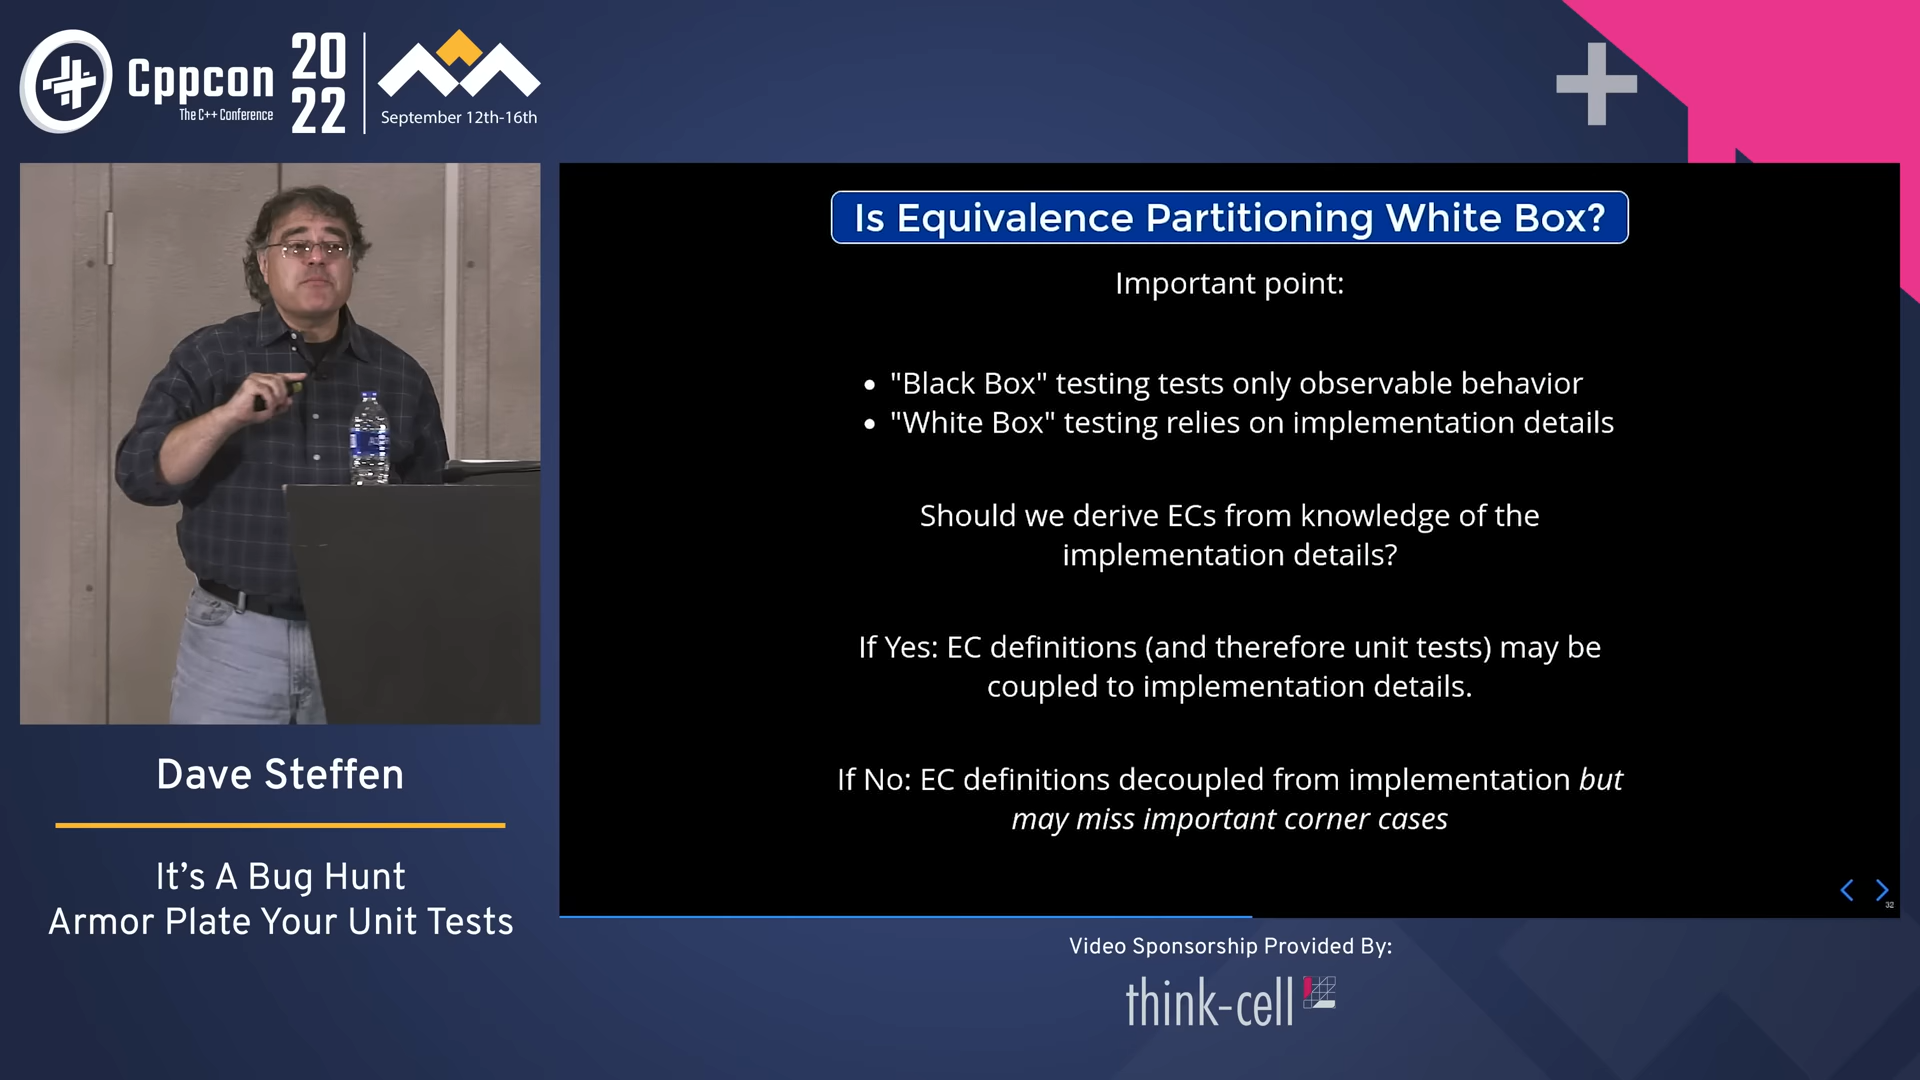 Cppcon
The C++ Conference
20
22
September 12th-16th
Is Equivalence Partitioning White Box?
Important point:
• "Black Box" testing tests only observable behavior
• "White Box" testing relies on implementation details
Should we derive ECs from knowledge of the
implementation details?
If Yes: EC definitions (and therefore unit tests) may be
coupled to implementation details.
If No: EC definitions decoupled from implementation but
may miss important corner cases
32
Dave Steffen
It's A Bug Hunt
Armor Plate Your Unit Tests
Video Sponsorship Provided By:
think-cell